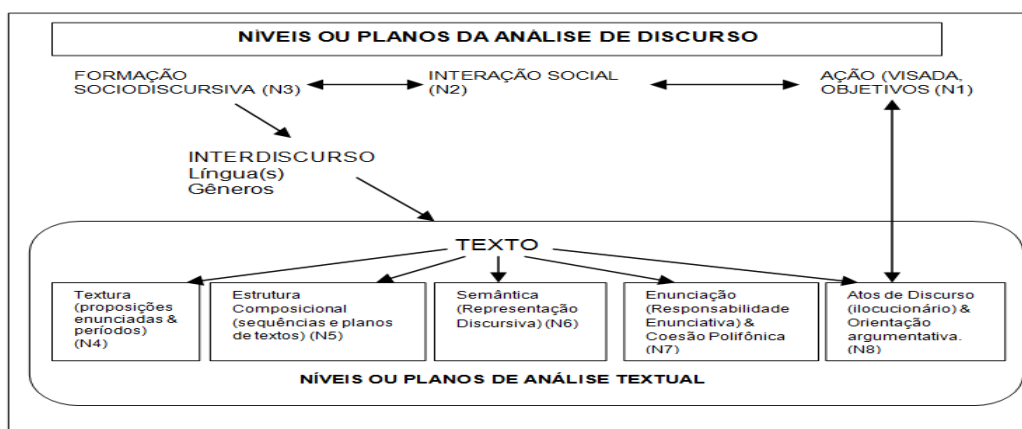 NÍVEIS OU PLANOS DA ANÁLISE DE DISCURSO
FORMAÇÃO
SOCIODISCURSIVA (N3)
INTERAÇÃO SOCIAL
(N2)
AÇÃO (VISADA,
OBJETIVOS (N1)
INTERDISCURSO
Língua(s)
Gêneros
TEXTO
Textura
(proposições
enunciadas &
períodos)
(N4)
Estrutura
Composicional
(sequências e planos
de textos) (N5)
Semântica
(Representação
Discursiva) (N6)
Enunciação
(Responsabilidade
Enunciativa) &
Coesão Polifônica
(N7)
Atos de Discurso
(ilocucionário) &
Orientação
argumentativa.
(N8)
NÍVEIS OU PLANOS DE ANÁLISE TEXTUAL